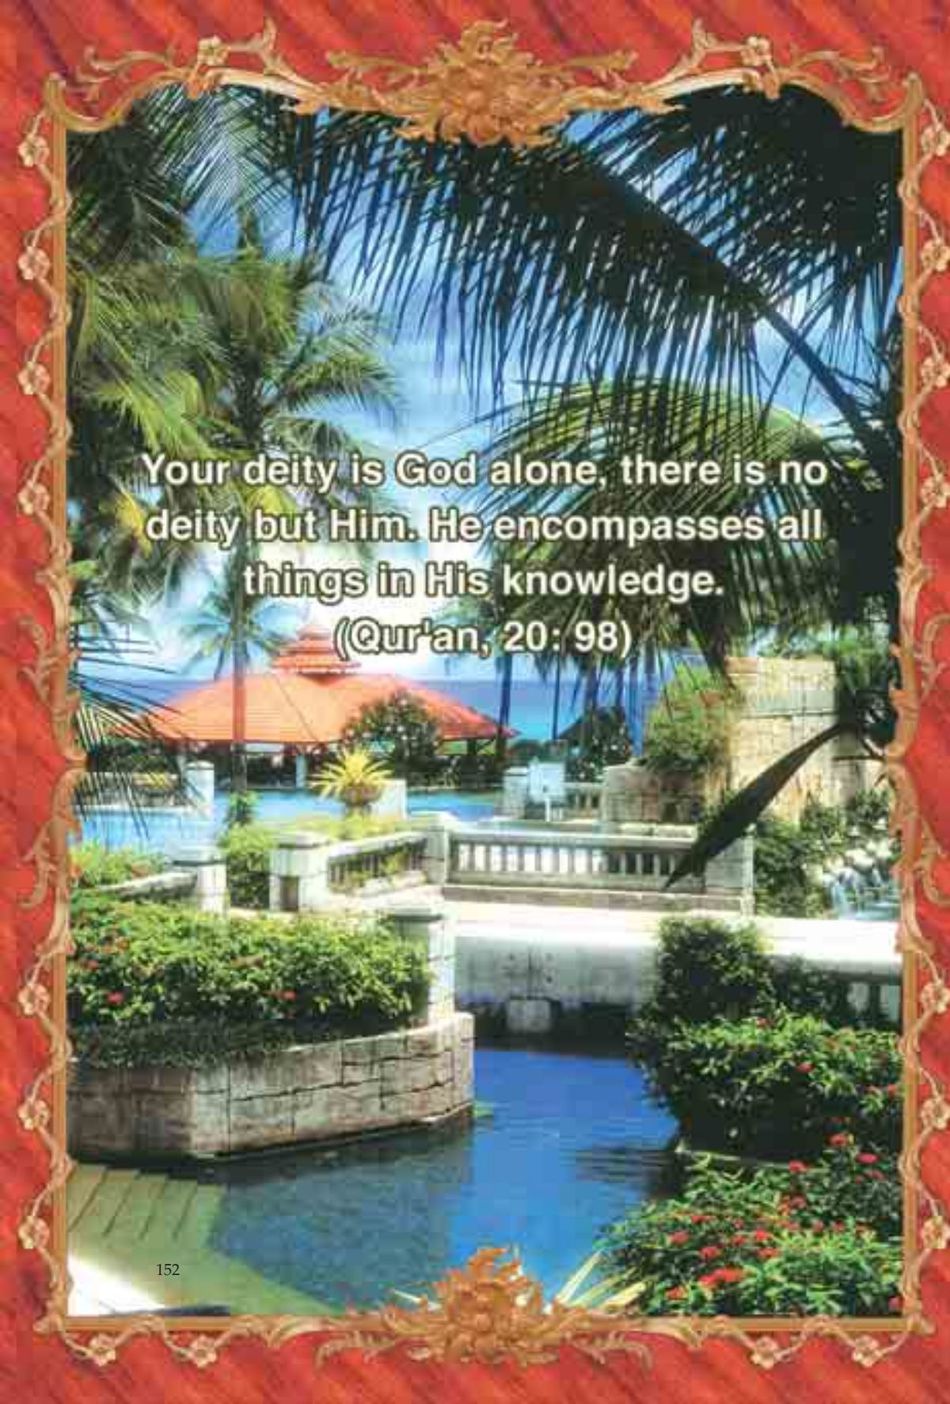 Your deity is God alone, there is no
deity but Him. He encompasses all
things in His knowledge.
(Qur'an, 20: 98)
152